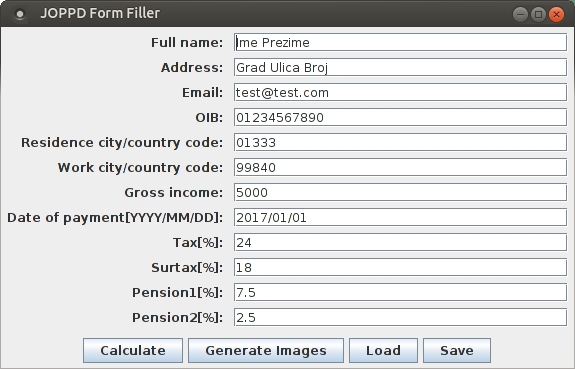 JOPPD Form Filler
Full name: Ime Prezime
Address: Grad Ulica Broj
Email: test@test.com
OIB: 01234567890
Residence city/country code: 01333
Work city/country code: 99840
Gross income: 5000
Date of payment[YYYY/MM/DD]: 2017/01/01
Tax[%]: 24
Surtax[%]: 18
Pension1[%]: 7.5
Pension2[%]: 2.5
Calculate Generate Images Load Save